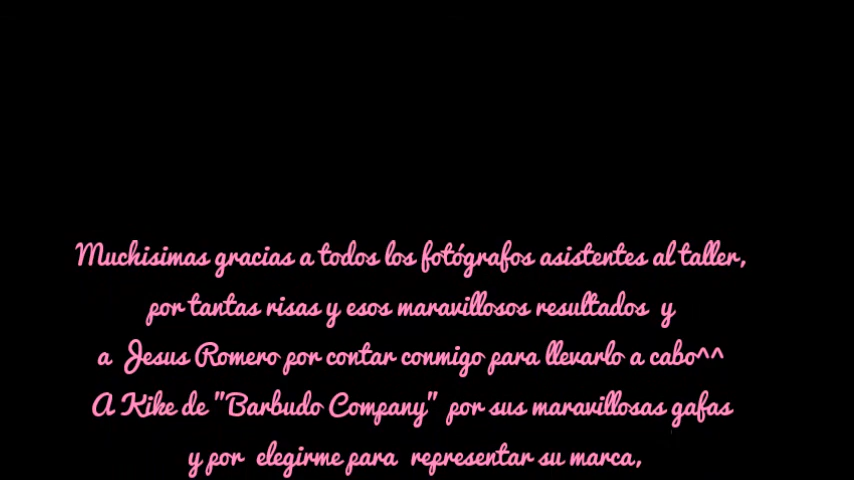 Muchisimas gracias a todos los fotógrafos asistentes al taller,
por tantas risas y esos maravillosos resultados y
a Jesus Romero por contar conmigo para llevarlo a cabo^^
A Kike de "Barbudo Company" por sus maravillosas gafas
y por elegirme para representar su marca,